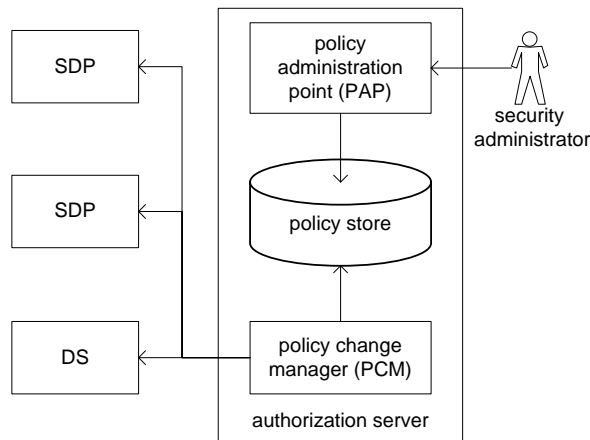 SDP
policy
administration
point (PAP)
security
administrator
SDP
policy store
DS
policy change
manager (PCM)
authorization server